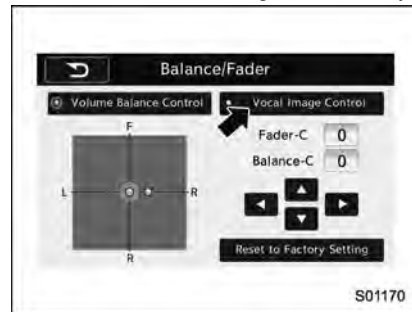 Balance/Fader
Volume Balance Control
Vocal Image Control
F
L
R
R
Fader-C 0
Balance-C 0
Reset to Factory Setting
S01170